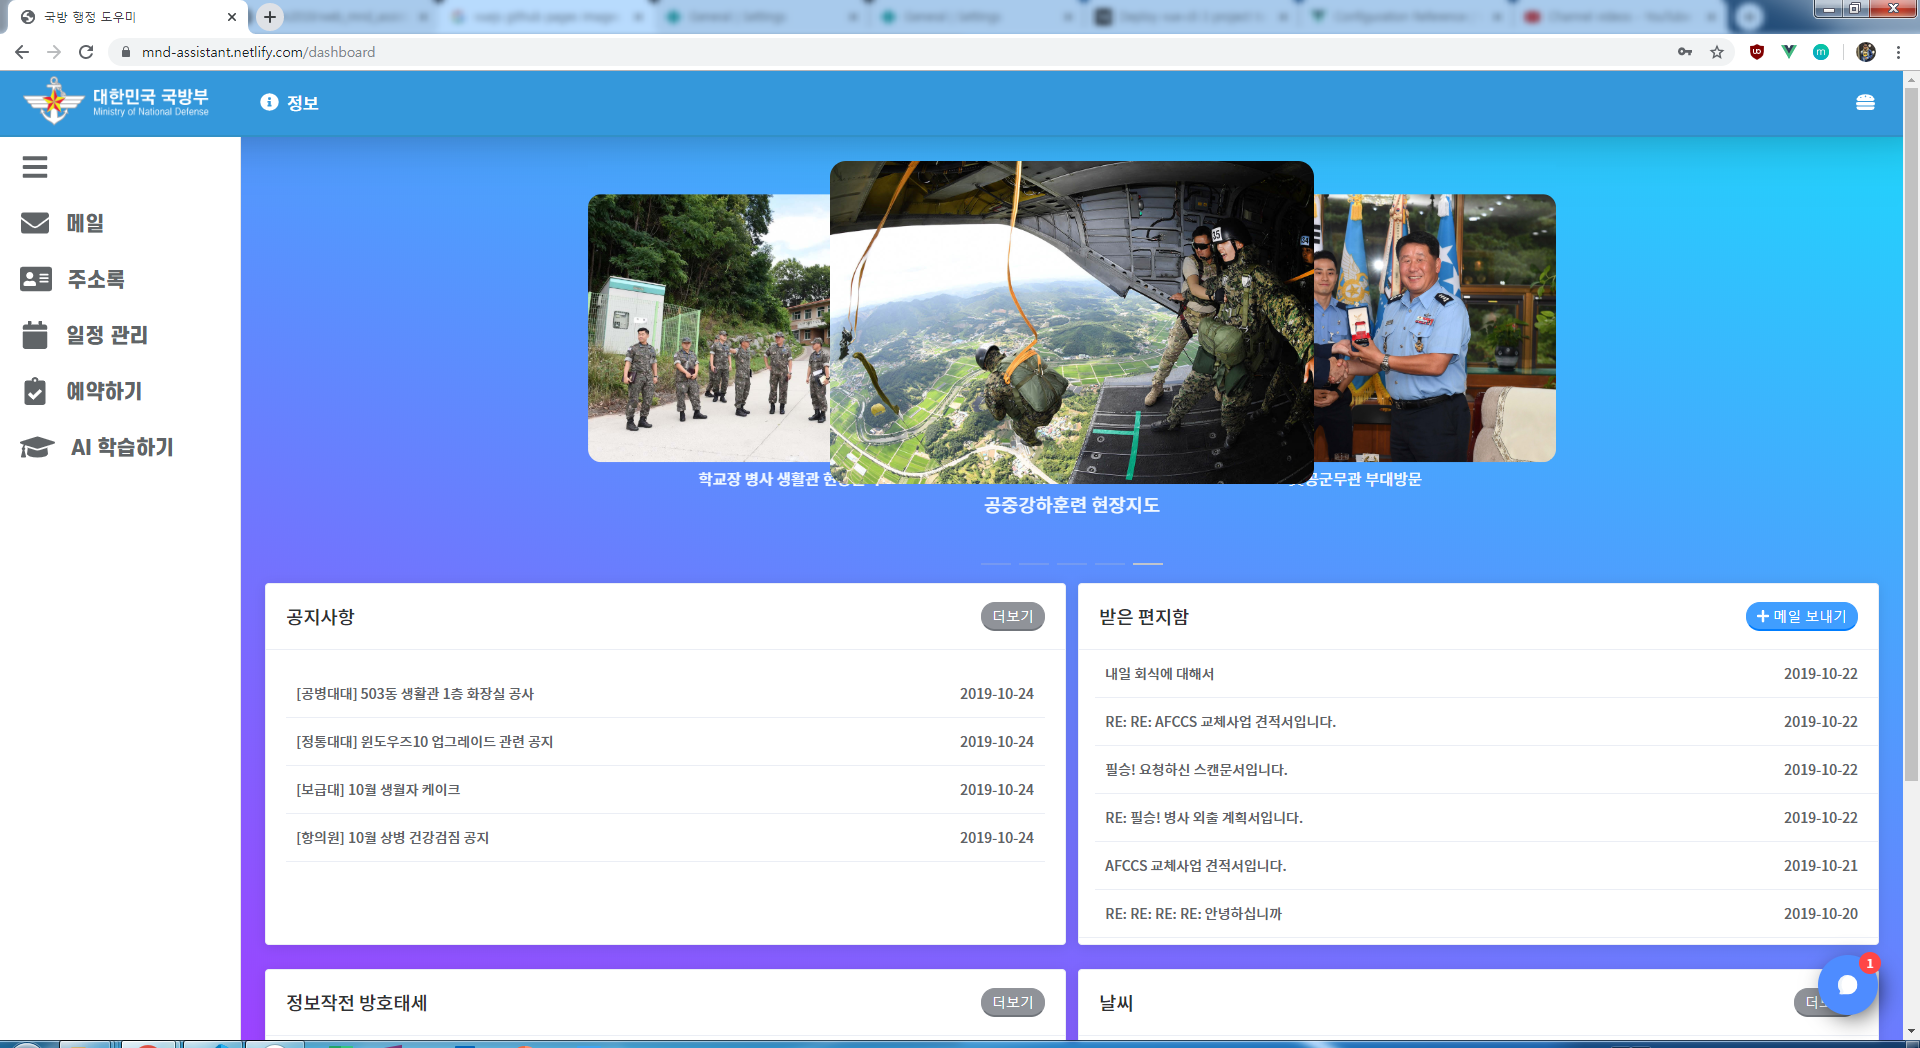 국방 행정 도우미
mnd-assistant.netlify.com/dashboard
대한민국 국방부
Ministry of National Defense
정보
메일
주소록
일정 관리
예약하기
AI 학습하기
학교장 병사 생활관
공군무관 부대방문
공중강하훈련 현장지도
공지사항
더보기
[공병대대] 503동 생활관 1층 화장실 공사 2019-10-24
[정통대대] 윈도우즈10 업그레이드 관련 공지 2019-10-24
[보급대] 10월 생월자 케이크 2019-10-24
[항의원] 10월 상병 건강검짐 공지 2019-10-24
받은 편지함
메일 보내기
내일 회식에 대해서 2019-10-22
RE: RE: AFCCS 교체사업 견적서입니다. 2019-10-22
필승! 요청하신 스캔문서입니다. 2019-10-22
RE: 필승! 병사 외출 계획서입니다. 2019-10-22
AFCCS 교체사업 견적서입니다. 2019-10-21
RE: RE: RE: RE: 안녕하십니까 2019-10-20
정보작전 방호태세
더보기
날씨
1